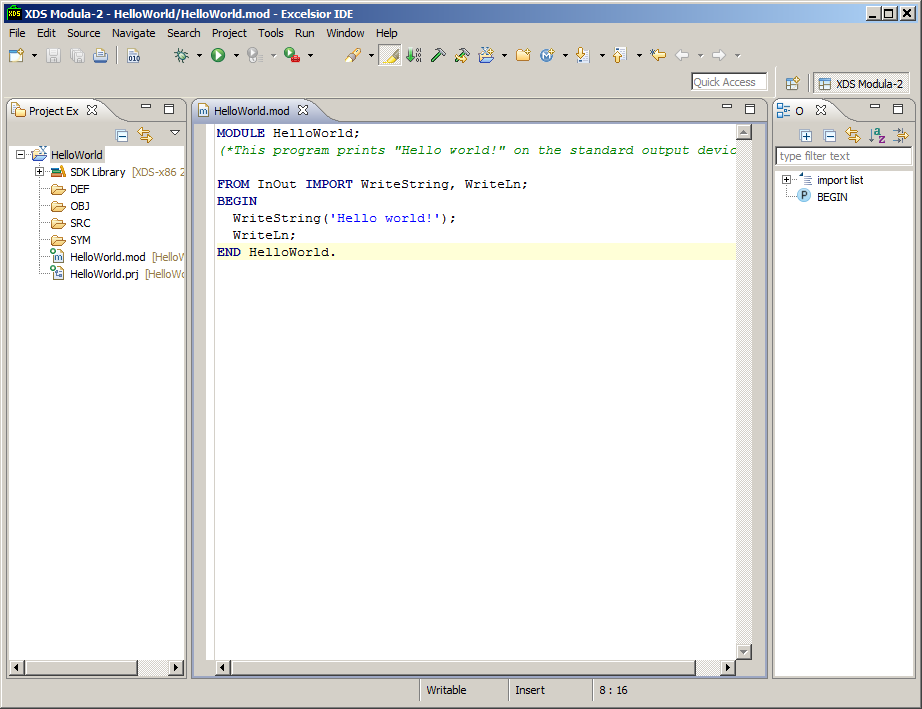 XDS Modula-2 - HelloWorld/HelloWorld.mod - Excelsior IDE
File Edit Source Navigate Search Project Tools Run Window Help
010
Quick Access
XDS Modula-2
Project Ex
HelloWorld
SDK Library [XDS-x86 2
DEF
OBJ
SRC
SYM
HelloWorld.mod [HelloW
HelloWorld.prj [HelloWo
HelloWorld.mod
MODULE HelloWorld;
(*This program prints "Hello world!" on the standard output devic
FROM InOut IMPORT WriteString, WriteLn;
BEGIN
WriteString('Hello world!');
WriteLn;
END HelloWorld.
O
type filter text
import list
P BEGIN
Writable Insert 8 : 16